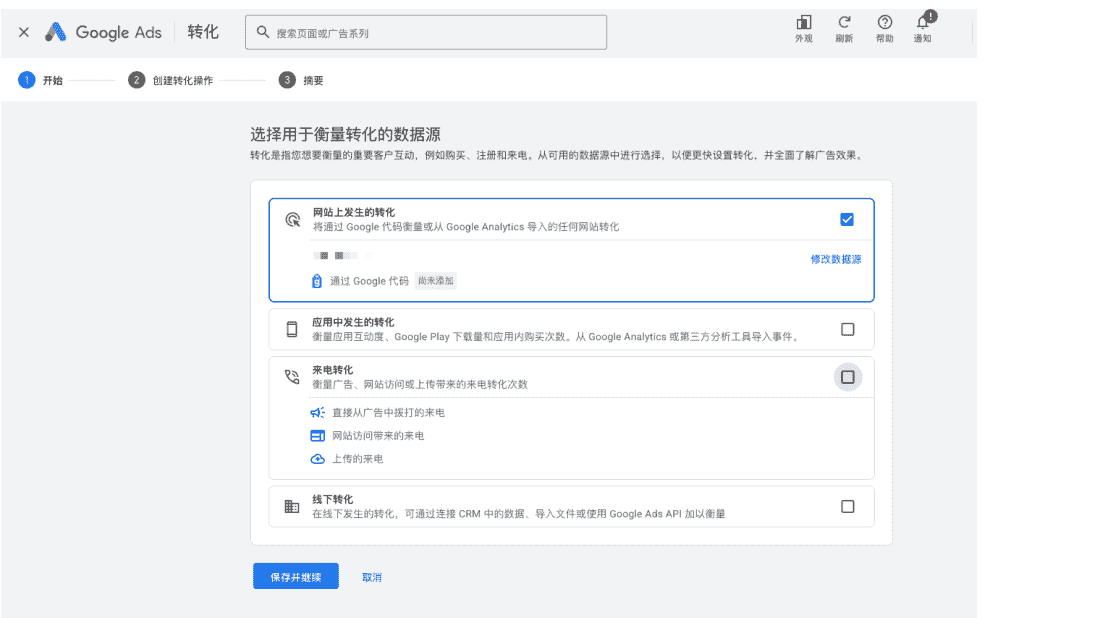 Google Ads 转化
搜索页面或广告系列
外观
刷新
帮助
通知
1 开始
2 创建转化操作
3 摘要
选择用于衡量转化的数据源
转化是指您想要衡量的重要客户互动，例如购买、注册和来电。从可用的数据源中进行选择，以便更快设置转化，并全面了解广告效果。
网站上发生的转化
将通过 Google 代码衡量或从 Google Analytics 导入的任何网站转化
修改数据源
通过 Google 代码 尚未添加
应用中发生的转化
衡量应用互动度、Google Play 下载量和应用内购买次数。从 Google Analytics 或第三方分析工具导入事件。
来电转化
衡量广告、网站访问或上传带来的来电转化次数
直接从广告中拨打的来电
网站访问带来的来电
上传的来电
线下转化
在线下发生的转化，可通过连接 CRM 中的数据、导入文件或使用 Google Ads API 加以衡量
保存并继续
取消